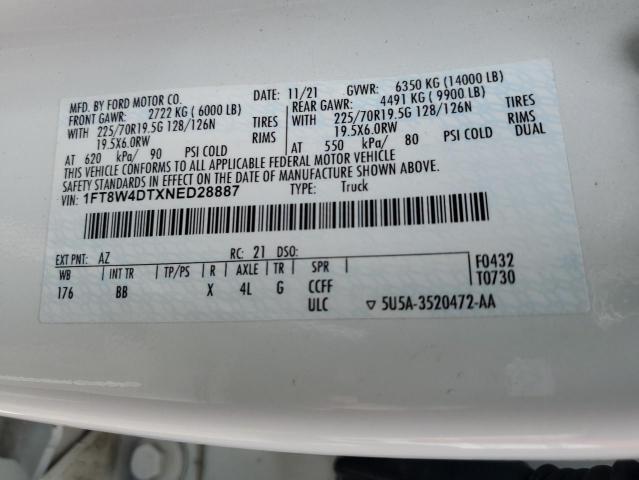 MFD. BY FORD MOTOR CO.
DATE: 11/21 GVWR: 6350 KG (14000 LB)
FRONT GAWR: 2722 KG (6000 LB) REAR GAWR: 4491 KG (9900 LB)
WITH 225/70R19.5G 128/126N TIRES WITH 225/70R19.5G 128/126N TIRES
19.5X6.0RW RIMS 19.5X6.0RW RIMS
AT 620 kPa/ 90 PSI COLD AT 550 kPa/ 80 PSI COLD DUAL
THIS VEHICLE CONFORMS TO ALL APPLICABLE FEDERAL MOTOR VEHICLE
SAFETY STANDARDS IN EFFECT ON THE DATE OF MANUFACTURE SHOWN ABOVE.
VIN: 1FT8W4DTXNED28887 TYPE: Truck
EXT PNT: AZ RC: 21 DSO: F0432
WB INT TR TP/PS R AXLE TR SPR T0730
176 BB X 4L G CCFF
ULC ▽ 5U5A-3520472-AA